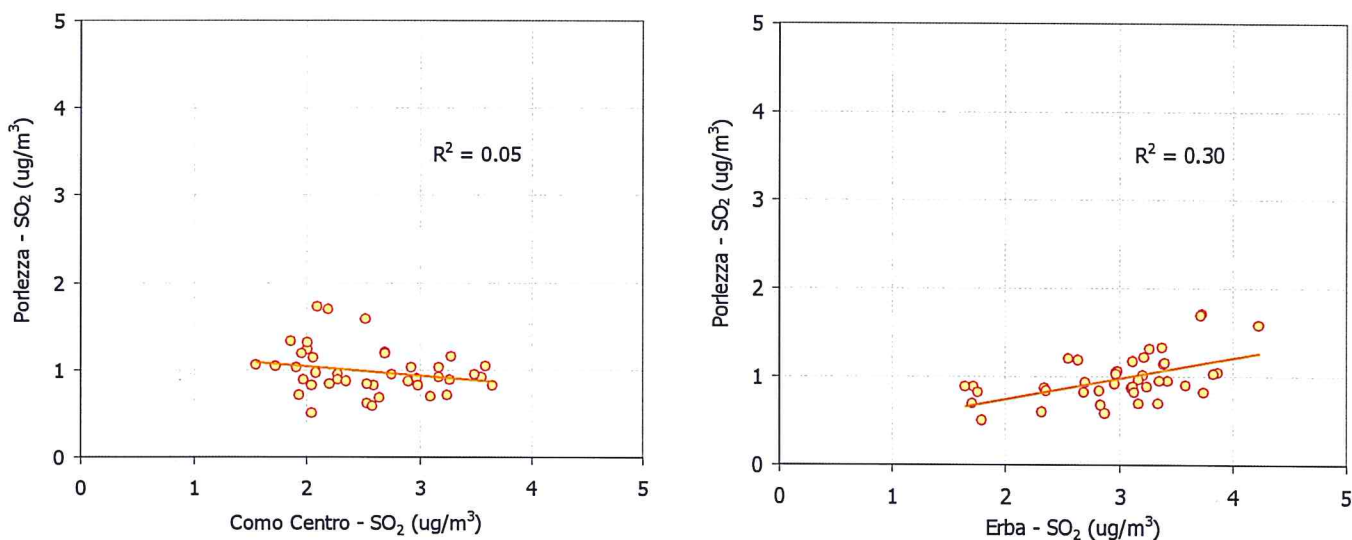 5
4
3
2
1
0
Porlezza - SO₂ (ug/m³)
R² = 0.05
0 1 2 3 4 5
Como Centro - SO₂ (ug/m³)
5
4
3
2
1
0
Porlezza - SO₂ (ug/m³)
R² = 0.30
0 1 2 3 4 5
Erba - SO₂ (ug/m³)